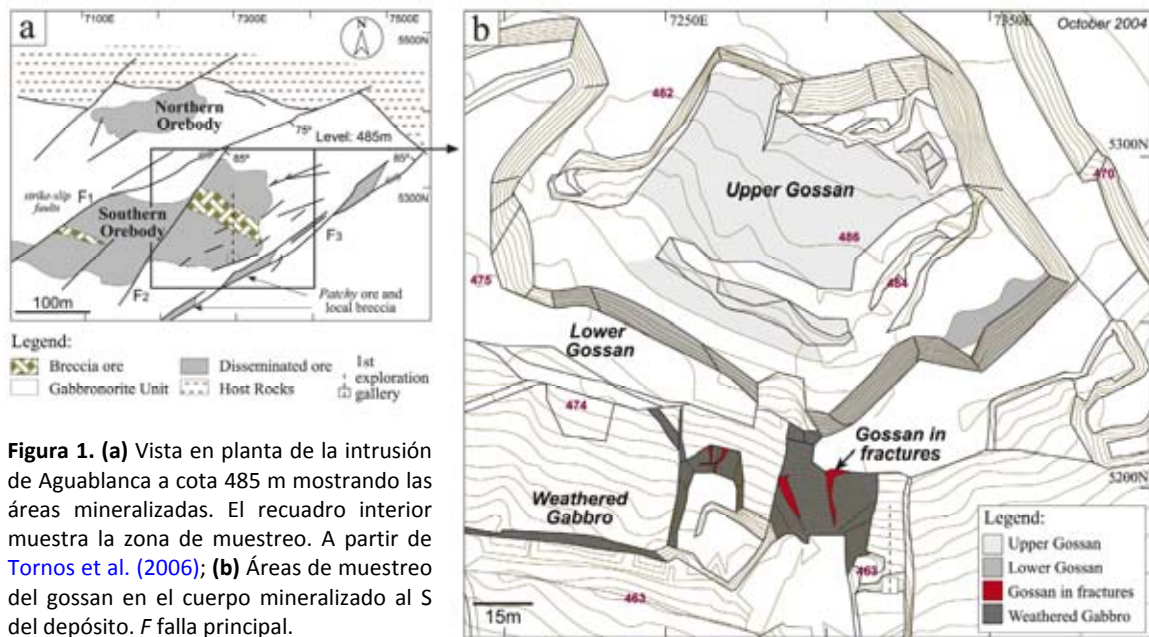 a
7100E
7300E
7500E
5500N
N
Northern
Orebody
75º
Level: 485m
85º
85º
5300N
F1
strike-slip
faults
Southern
Orebody
F3
F2
100m
Patchy ore and
local breccia
Legend:
Breccia ore
Disseminated ore
1st
exploration
gallery
Gabbronorite Unit
Host Rocks
Figura 1. (a) Vista en planta de la intrusión
de Aguablanca a cota 485 m mostrando las
áreas mineralizadas. El recuadro interior
muestra la zona de muestreo. A partir de
Tornos et al. (2006); (b) Áreas de muestreo
del gossan en el cuerpo mineralizado al S
del depósito. F falla principal.
b
7250E
7350E
October 2004
482
5300N
470
Upper Gossan
486
475
484
Lower
Gossan
474
Gossan in
fractures
5200N
Weathered
Gabbro
463
463
15m
Legend:
Upper Gossan
Lower Gossan
Gossan in fractures
Weathered Gabbro